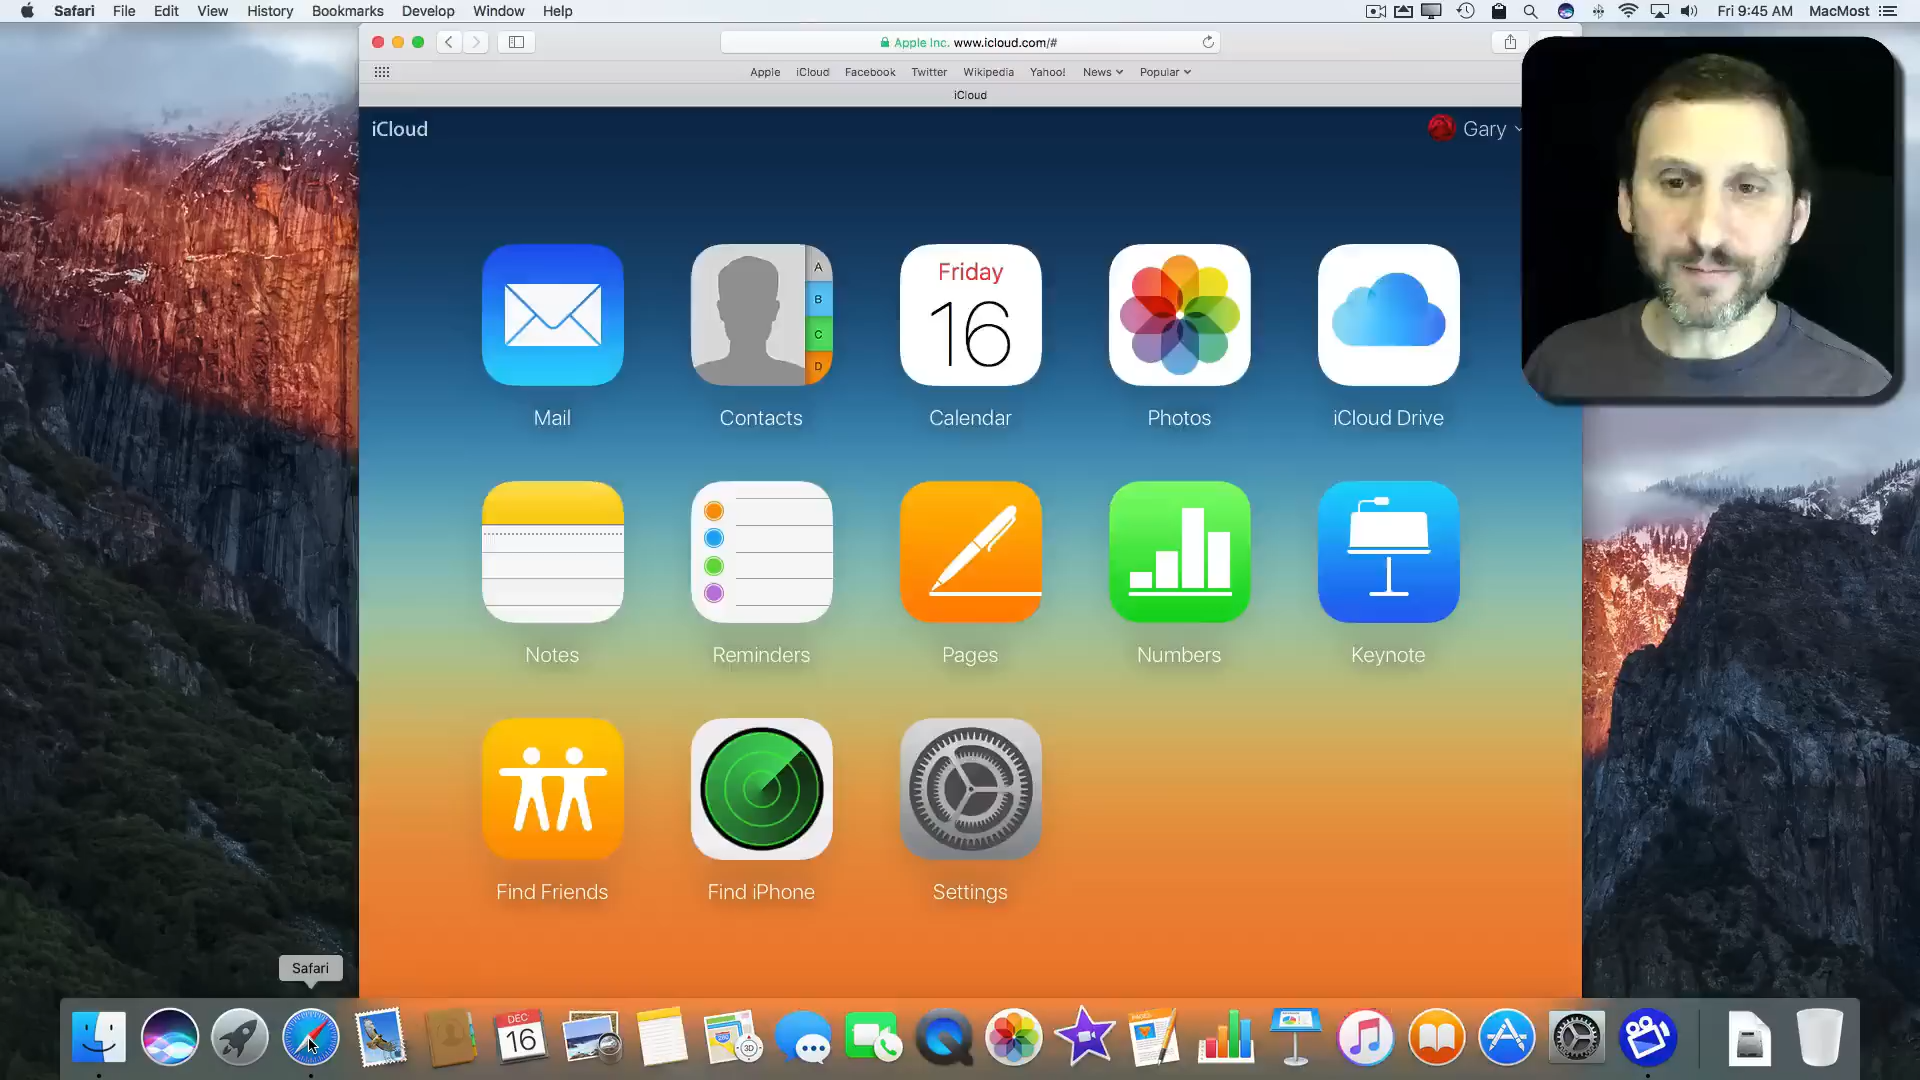 Safari File Edit View History Bookmarks Develop Window Help Fri 9:45 AM MacMost
Apple Inc. www.icloud.com/#
Apple iCloud Facebook Twitter Wikipedia Yahoo! News Popular
iCloud
iCloud Gary
A
B
C
D
Friday
16
Mail Contacts Calendar Photos iCloud Drive
Notes Reminders Pages Numbers Keynote
Find Friends Find iPhone Settings
Safari
DEC
16
3D